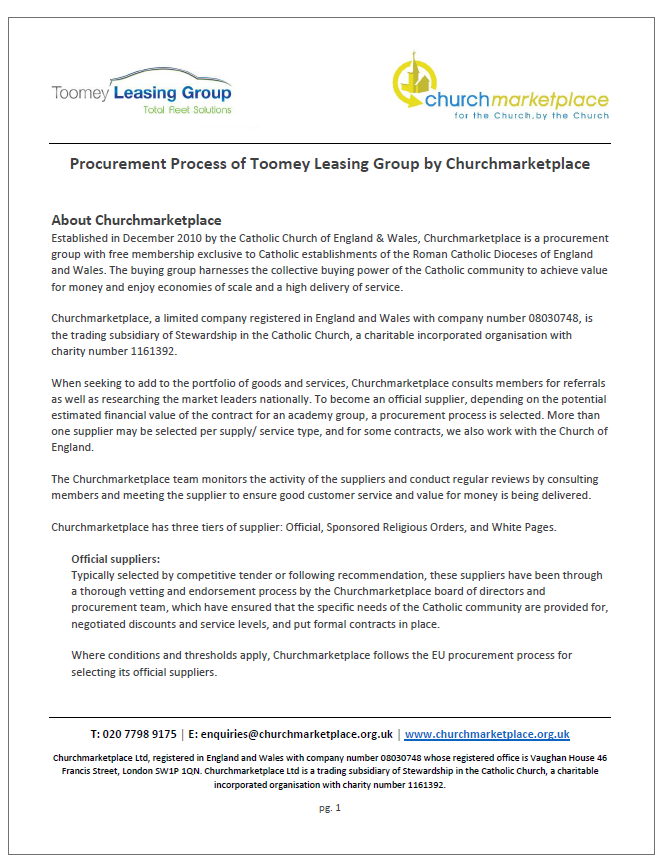 Toomey Leasing Group
Total Fleet Solutions
churchmarketplace
for the Church, by the Church
Procurement Process of Toomey Leasing Group by Churchmarketplace
About Churchmarketplace
Established in December 2010 by the Catholic Church of England & Wales, Churchmarketplace is a procurement
group with free membership exclusive to Catholic establishments of the Roman Catholic Dioceses of England
and Wales. The buying group harnesses the collective buying power of the Catholic community to achieve value
for money and enjoy economies of scale and a high delivery of service.
Churchmarketplace, a limited company registered in England and Wales with company number 08030748, is
the trading subsidiary of Stewardship in the Catholic Church, a charitable incorporated organisation with
charity number 1161392.
When seeking to add to the portfolio of goods and services, Churchmarketplace consults members for referrals
as well as researching the market leaders nationally. To become an official supplier, depending on the potential
estimated financial value of the contract for an academy group, a procurement process is selected. More than
one supplier may be selected per supply/ service type, and for some contracts, we also work with the Church of
England.
The Churchmarketplace team monitors the activity of the suppliers and conduct regular reviews by consulting
members and meeting the supplier to ensure good customer service and value for money is being delivered.
Churchmarketplace has three tiers of supplier: Official, Sponsored Religious Orders, and White Pages.
Official suppliers:
Typically selected by competitive tender or following recommendation, these suppliers have been through
a thorough vetting and endorsement process by the Churchmarketplace board of directors and
procurement team, which have ensured that the specific needs of the Catholic community are provided for,
negotiated discounts and service levels, and put formal contracts in place.
Where conditions and thresholds apply, Churchmarketplace follows the EU procurement process for
selecting its official suppliers.
T: 020 7798 9175 | E: enquiries@churchmarketplace.org.uk | www.churchmarketplace.org.uk
Churchmarketplace Ltd, registered in England and Wales with company number 08030748 whose registered office is Vaughan House 46
Francis Street, London SW1P 1QN. Churchmarketplace Ltd is a trading subsidiary of Stewardship in the Catholic Church, a charitable
incorporated organisation with charity number 1161392.
pg. 1